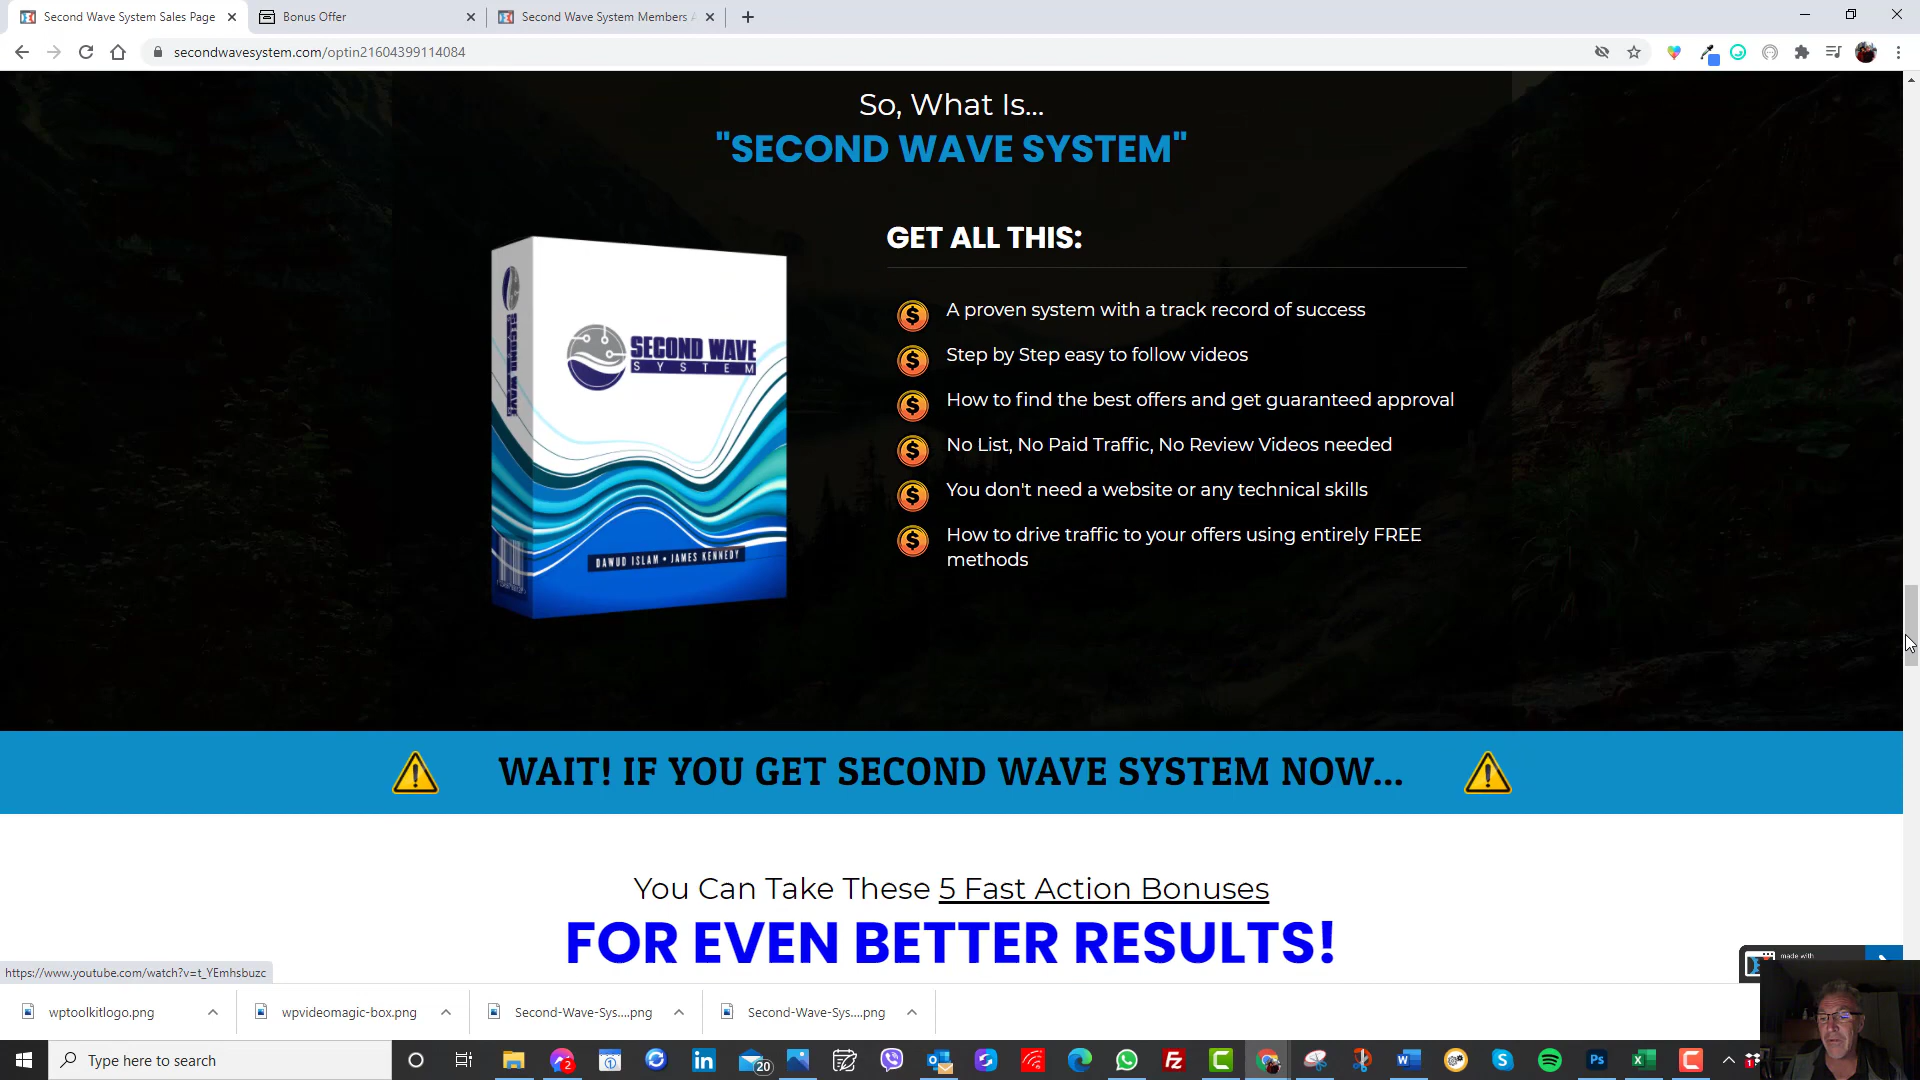 Second Wave System Sales Page
Bonus Offer
Second Wave System Members
secondwavesystem.com/optin21604399114084
So, What Is...
"SECOND WAVE SYSTEM"
GET ALL THIS:
A proven system with a track record of success
Step by Step easy to follow videos
How to find the best offers and get guaranteed approval
No List, No Paid Traffic, No Review Videos needed
You don't need a website or any technical skills
How to drive traffic to your offers using entirely FREE
methods
SECOND WAVE
SYSTEM
SECOND WAVE
DAWUD ISLAM • JAMES KENNEDY
WAIT! IF YOU GET SECOND WAVE SYSTEM NOW...
You Can Take These 5 Fast Action Bonuses
FOR EVEN BETTER RESULTS!
made with
https://www.youtube.com/watch?v=t_YEmhsbuzc
wptoolkitlogo.png
wpvideomagic-box.png
Second-Wave-Sys....png
Second-Wave-Sys....png
Type here to search
2
20